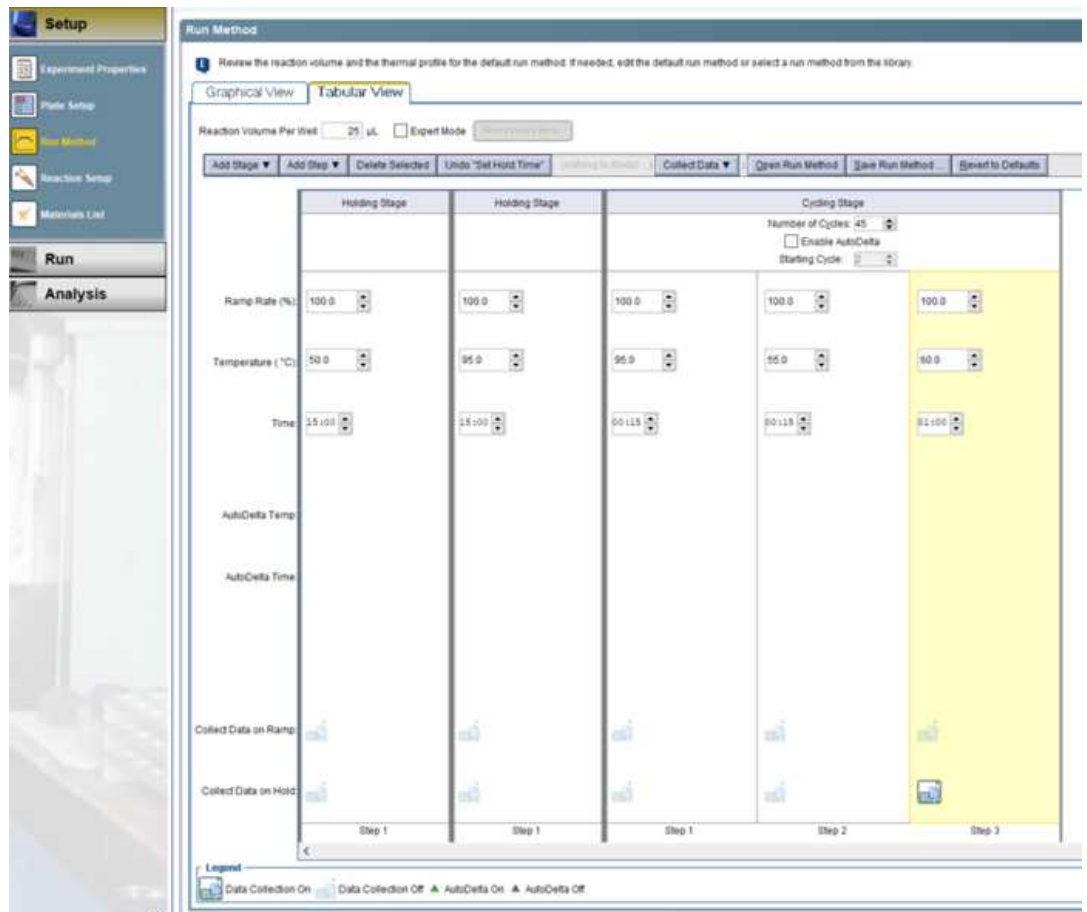 Setup
Experiment Properties
Plate Setup
Run Method
Reaction Setup
Materials List
Run
Analysis
Run Method
Review the reaction volume and the thermal profile for the default run method. If needed, edit the default run method or select a run method from the library.
Graphical View Tabular View
Reaction Volume Per Well 25 µL Expert Mode
Add Stage ▼ Add Step ▼ Delete Selected Undo "Set Hold Time" Collect Data ▼ Open Run Method Save Run Method... Revert to Defaults
Holding Stage Holding Stage Cycling Stage
Number of Cycles: 45
Enable AutoDelta
Starting Cycle: 2
Ramp Rate (%): 100.0 100.0 100.0 100.0 100.0
Temperature (°C): 50.0 95.0 95.0 55.0 60.0
Time: 15:00 15:00 00:15 00:15 01:00
AutoDelta Temp:
AutoDelta Time:
Collect Data on Ramp:
Collect Data on Hold:
Step 1 Step 1 Step 1 Step 2 Step 3
Legend
Data Collection On Data Collection Off AutoDelta On AutoDelta Off